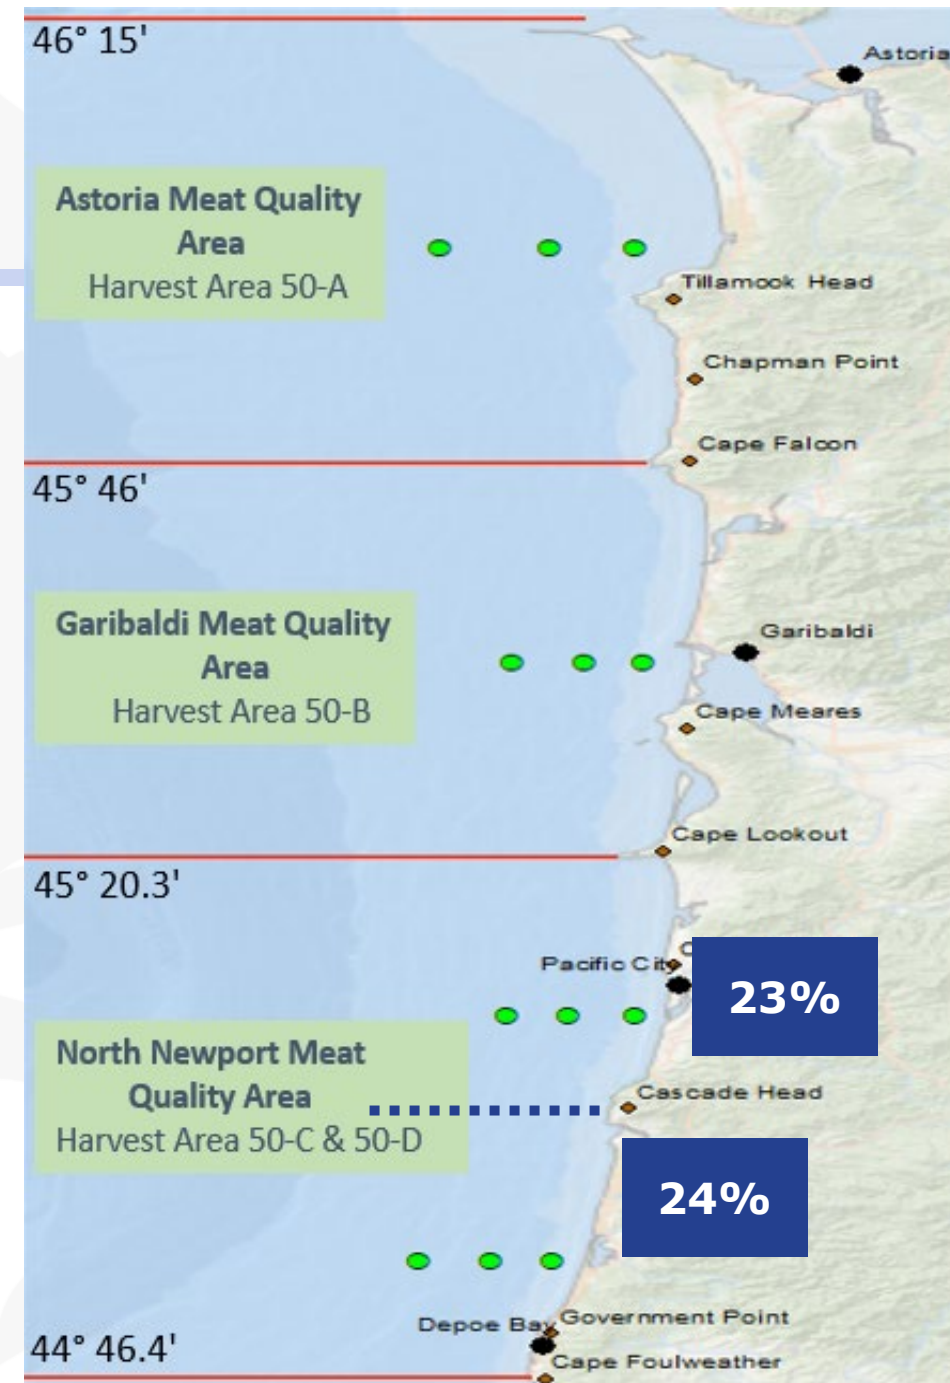 46° 15'
Astoria
Astoria Meat Quality
Area
Harvest Area 50-A
Tillamook Head
Chapman Point
Cape Falcon
45° 46'
Garibaldi Meat Quality
Area
Harvest Area 50-B
Garibaldi
Cape Meares
Cape Lookout
45° 20.3'
Pacific City
23%
North Newport Meat
Quality Area
Harvest Area 50-C & 50-D
Cascade Head
24%
Depoe Bay
Government Point
44° 46.4'
Cape Foulweather